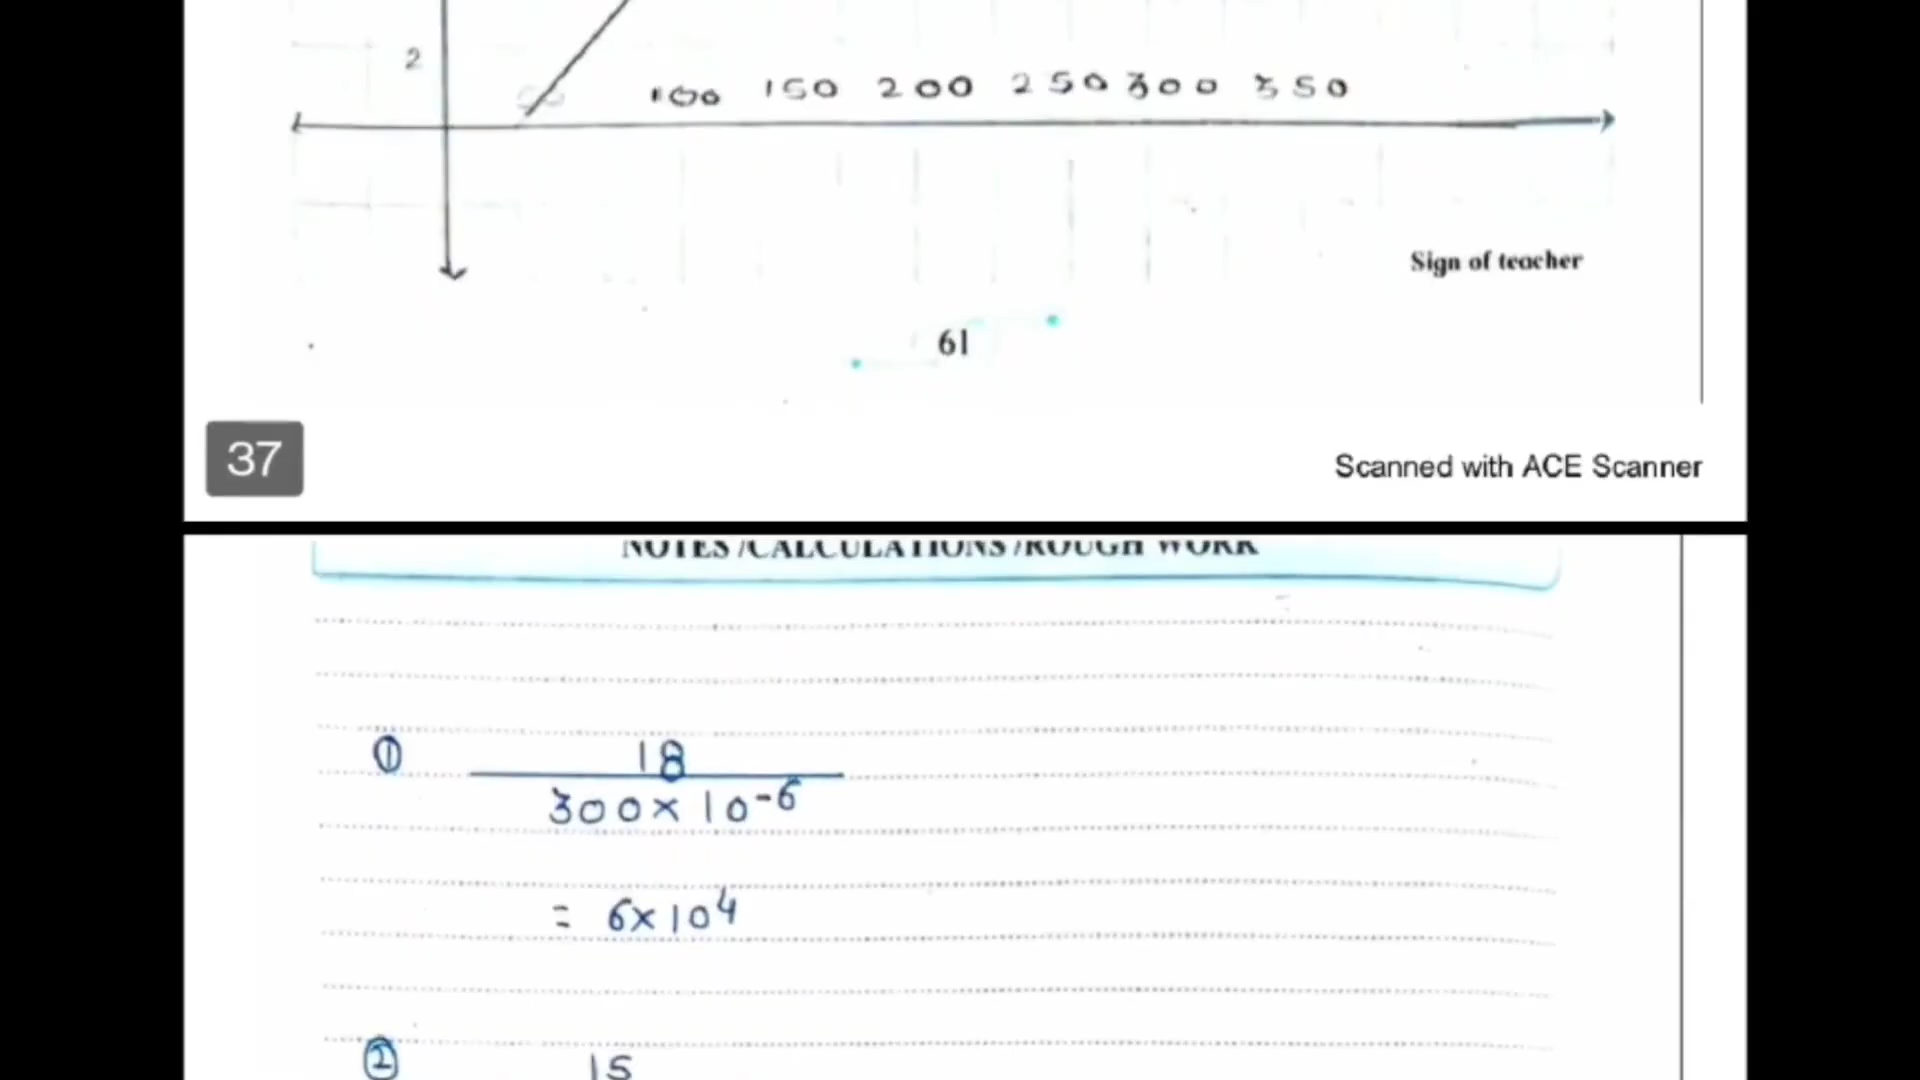 2
50 100 150 200 250 300 350
Sign of teacher
61
37
Scanned with ACE Scanner
NOTES /CALCULATIONS /ROUGH WORK
① 18
300 × 10⁻⁶
= 6×10⁴
② 15